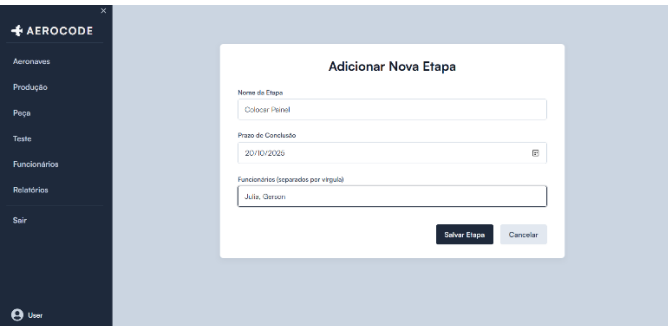 ×
AEROCODE
Aeronaves
Produção
Peça
Teste
Funcionários
Relatórios
Sair
User
Adicionar Nova Etapa
Nome da Etapa
Colocar Painel
Prazo de Conclusão
20/10/2025
Funcionários (separados por vírgula)
Julia, Gerson
Salvar Etapa
Cancelar